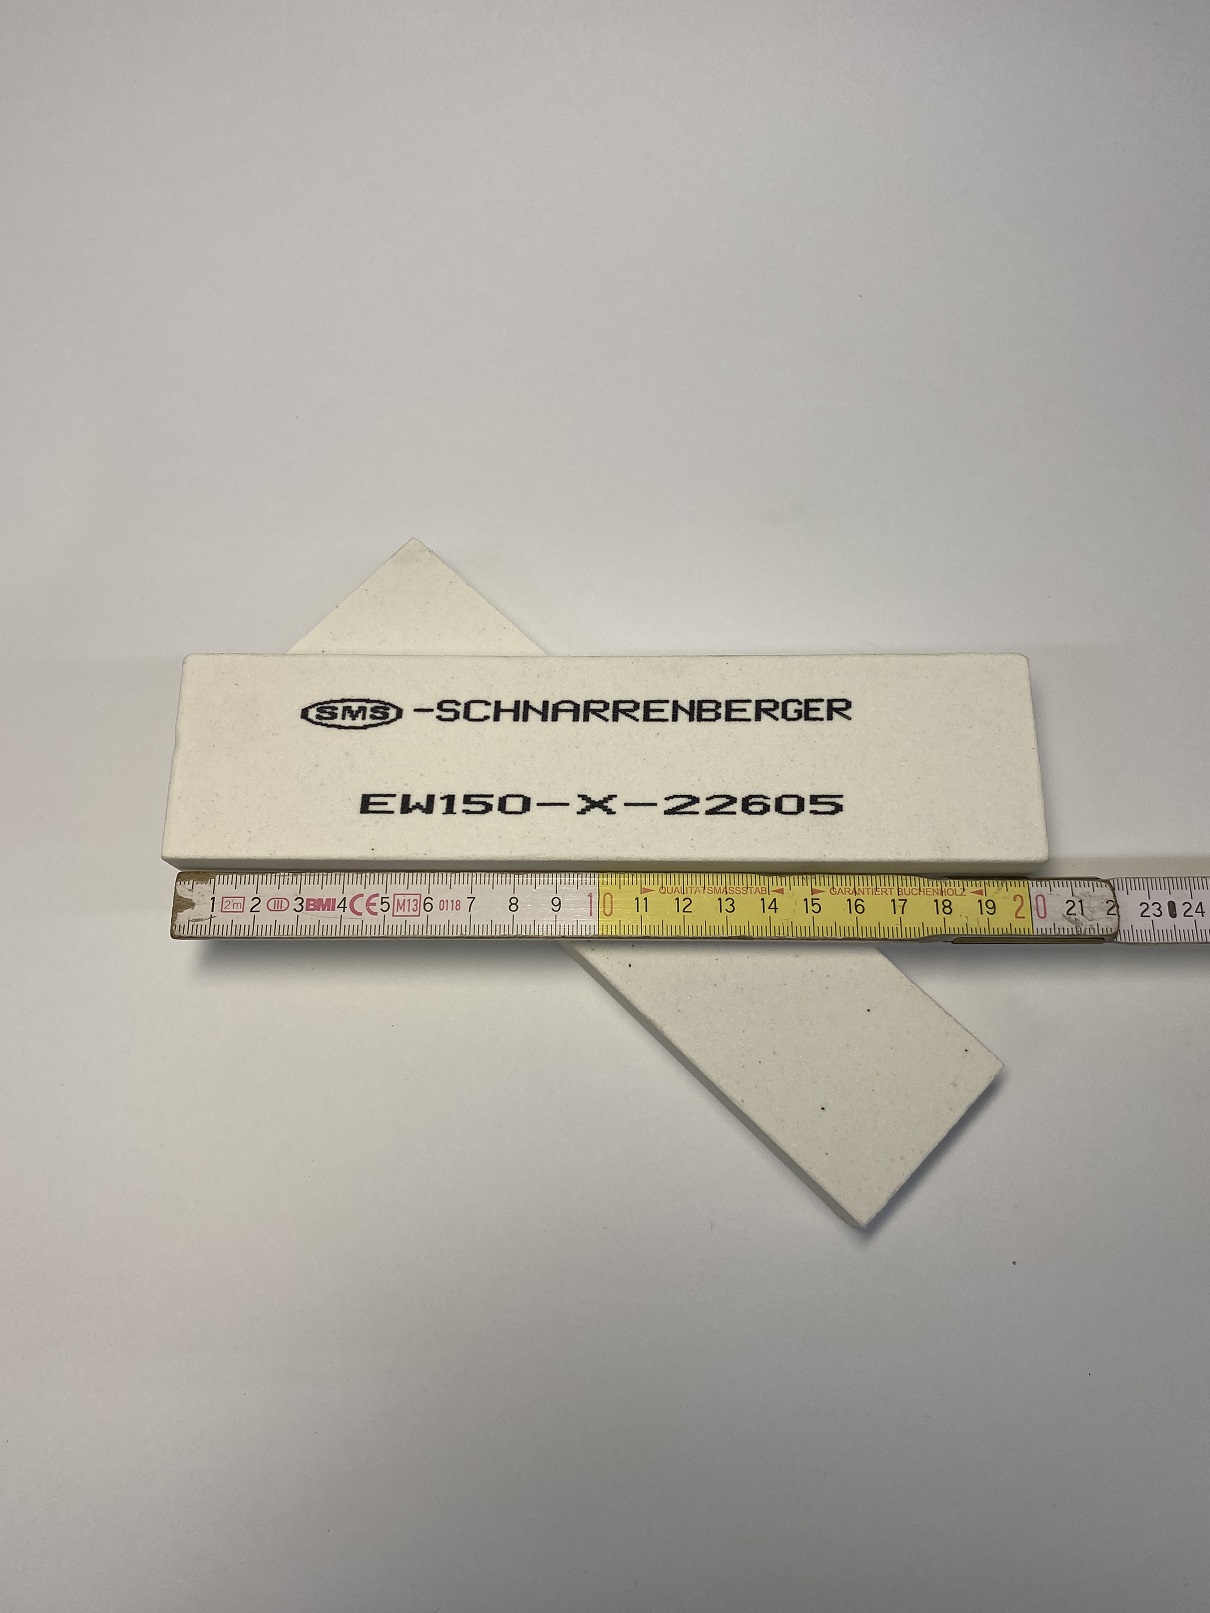 SMS -SCHNARRENBERGER
EW150-X-22605
QUALITÄTSMASSSTAB GARANTIERT BUCHENHOLZ
1 2m 2 III 3 BMI 4 CE 5 M13 6 0118 7 8 9 10 11 12 13 14 15 16 17 18 19 20 21 2 23 24